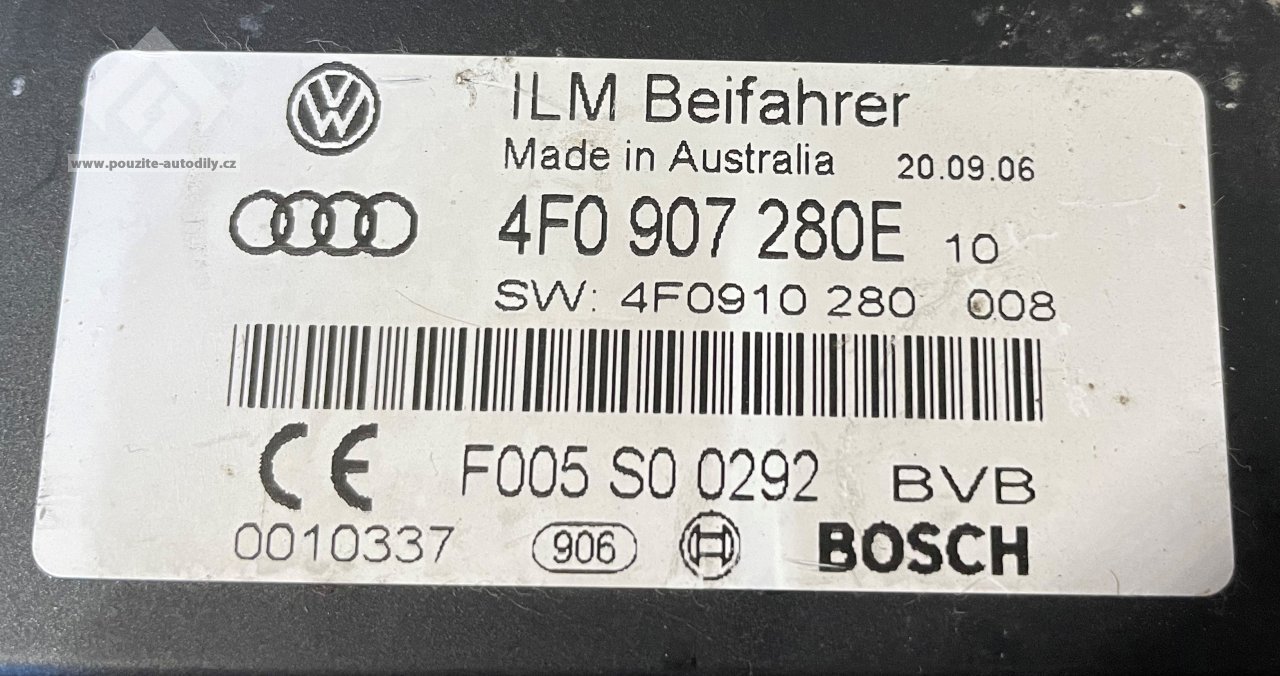 ILM Beifahrer
www.pouzite-autodily.cz
Made in Australia 20.09.06
4F0 907 280E 10
SW: 4F0910 280 008
CE F005 S0 0292 BVB
0010337 906 BOSCH